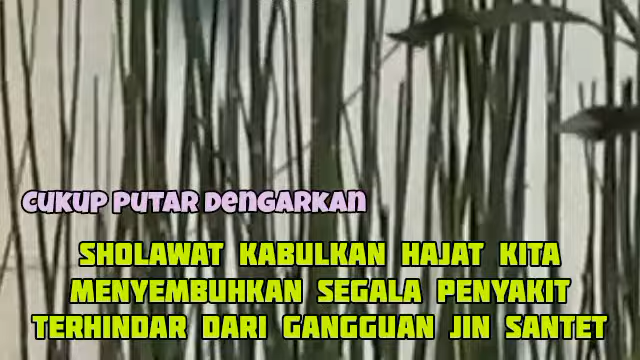 CUKUP PUTAR DENGARKAN
SHOLAWAT KABULKAN HAJAT KITA
MENYEMBUHKAN SEGALA PENYAKIT
TERHINDAR DARI GANGGUAN JIN SANTET